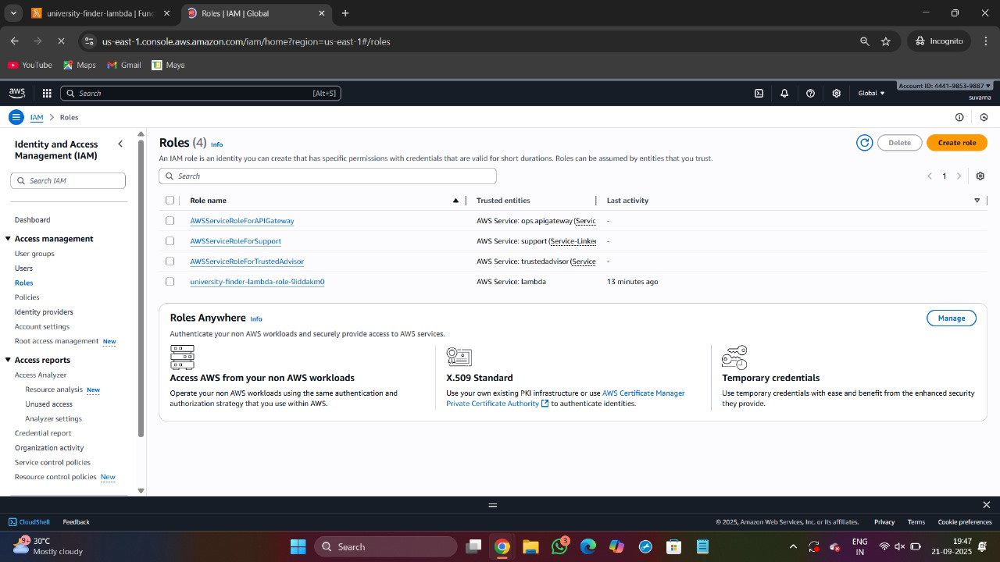 university-finder-lambda | Func
Roles | IAM | Global
us-east-1.console.aws.amazon.com/iam/home?region=us-east-1#/roles
Incognito
YouTube
Maps
Gmail
Maya
aws
Search
[Alt+S]
Account ID: 4441-9853-9887
Global
suvarna
IAM
Roles
Identity and Access Management (IAM)
Search IAM
Dashboard
Access management
User groups
Users
Roles
Policies
Identity providers
Account settings
Root access management New
Access reports
Access Analyzer
Resource analysis New
Unused access
Analyzer settings
Credential report
Organization activity
Service control policies
Resource control policies New
Roles (4) Info
Delete
Create role
An IAM role is an identity you can create that has specific permissions with credentials that are valid for short durations. Roles can be assumed by entities that you trust.
Search
1
Role name
Trusted entities
Last activity
AWSServiceRoleForAPIGateway
AWS Service: ops.apigateway (Servic
-
AWSServiceRoleForSupport
AWS Service: support (Service-Linked
-
AWSServiceRoleForTrustedAdvisor
AWS Service: trustedadvisor (Service
-
university-finder-lambda-role-9iddakm0
AWS Service: lambda
13 minutes ago
Roles Anywhere Info
Manage
Authenticate your non AWS workloads and securely provide access to AWS services.
Access AWS from your non AWS workloads
Operate your non AWS workloads using the same authentication and
authorization strategy that you use within AWS.
X.509 Standard
Use your own existing PKI infrastructure or use AWS Certificate Manager
Private Certificate Authority to authenticate identities.
Temporary credentials
Use temporary credentials with ease and benefit from the enhanced security
they provide.
CloudShell
Feedback
© 2025, Amazon Web Services, Inc. or its affiliates.
Privacy
Terms
Cookie preferences
9+
30°C
Mostly cloudy
Search
3
ENG
IN
19:47
21-09-2025